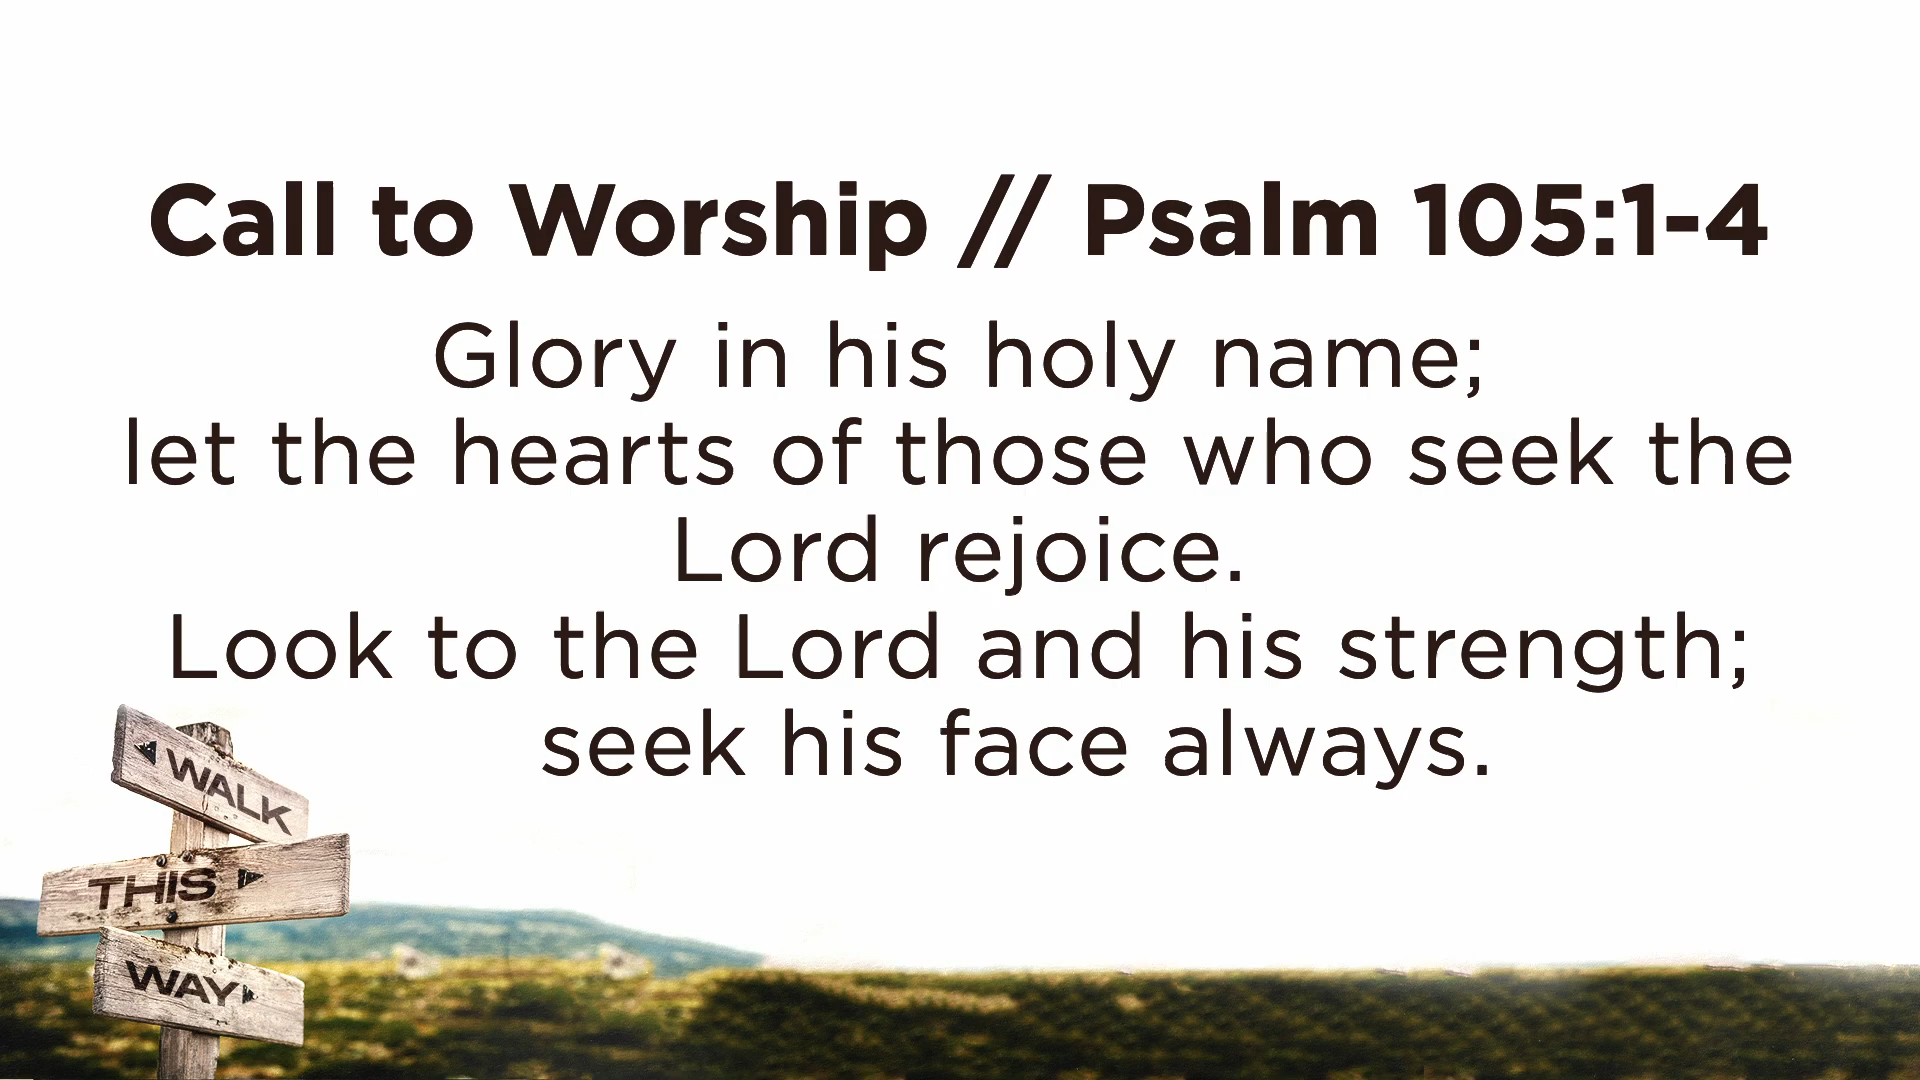 Call to Worship // Psalm 105:1-4
Glory in his holy name;
let the hearts of those who seek the
Lord rejoice.
Look to the Lord and his strength;
seek his face always.
WALK
THIS
WAY